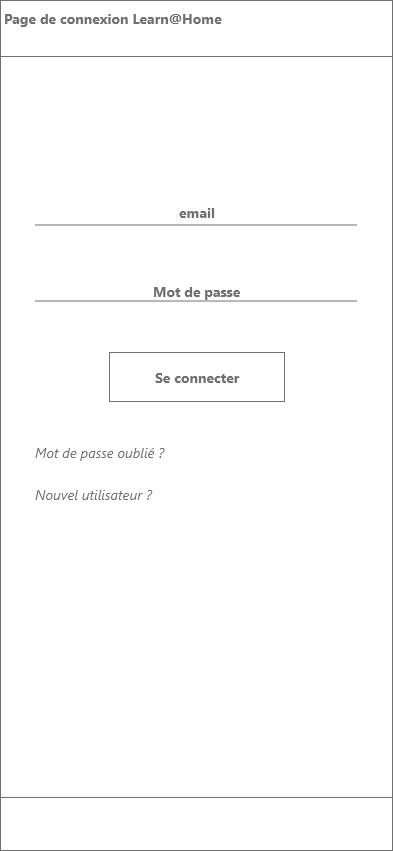 Page de connexion Learn@Home
email
Mot de passe
Se connecter
Mot de passe oublié ?
Nouvel utilisateur ?